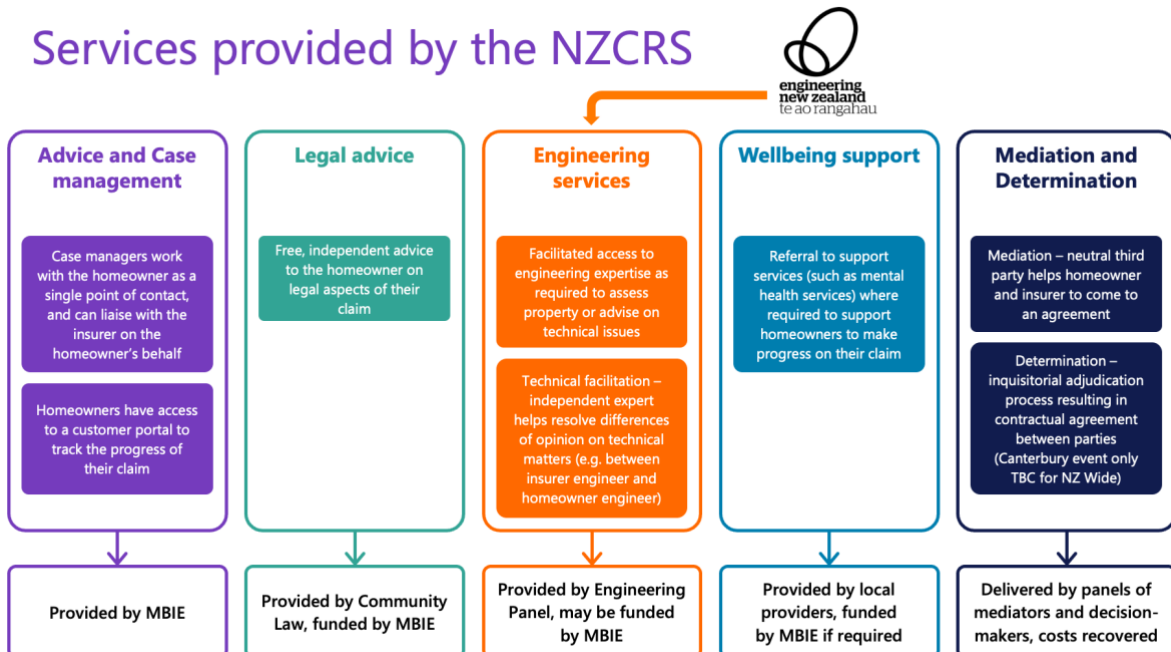 Services provided by the NZCRS
engineering
new zealand
te ao rangahau
Advice and Case
management
Case managers work
with the homeowner as a
single point of contact,
and can liaise with the
insurer on the
homeowner's behalf
Homeowners have access
to a customer portal to
track the progress of
their claim
Provided by MBIE
Legal advice
Free, independent advice
to the homeowner on
legal aspects of their
claim
Provided by Community
Law, funded by MBIE
Engineering
services
Facilitated access to
engineering expertise as
required to assess
property or advise on
technical issues
Technical facilitation –
independent expert
helps resolve differences
of opinion on technical
matters (e.g. between
insurer engineer and
homeowner engineer)
Provided by Engineering
Panel, may be funded
by MBIE
Wellbeing support
Referral to support
services (such as mental
health services) where
required to support
homeowners to make
progress on their claim
Provided by local
providers, funded
by MBIE if required
Mediation and
Determination
Mediation – neutral third
party helps homeowner
and insurer to come to
an agreement
Determination –
inquisitorial adjudication
process resulting in
contractual agreement
between parties
(Canterbury event only
TBC for NZ Wide)
Delivered by panels of
mediators and decision-
makers, costs recovered